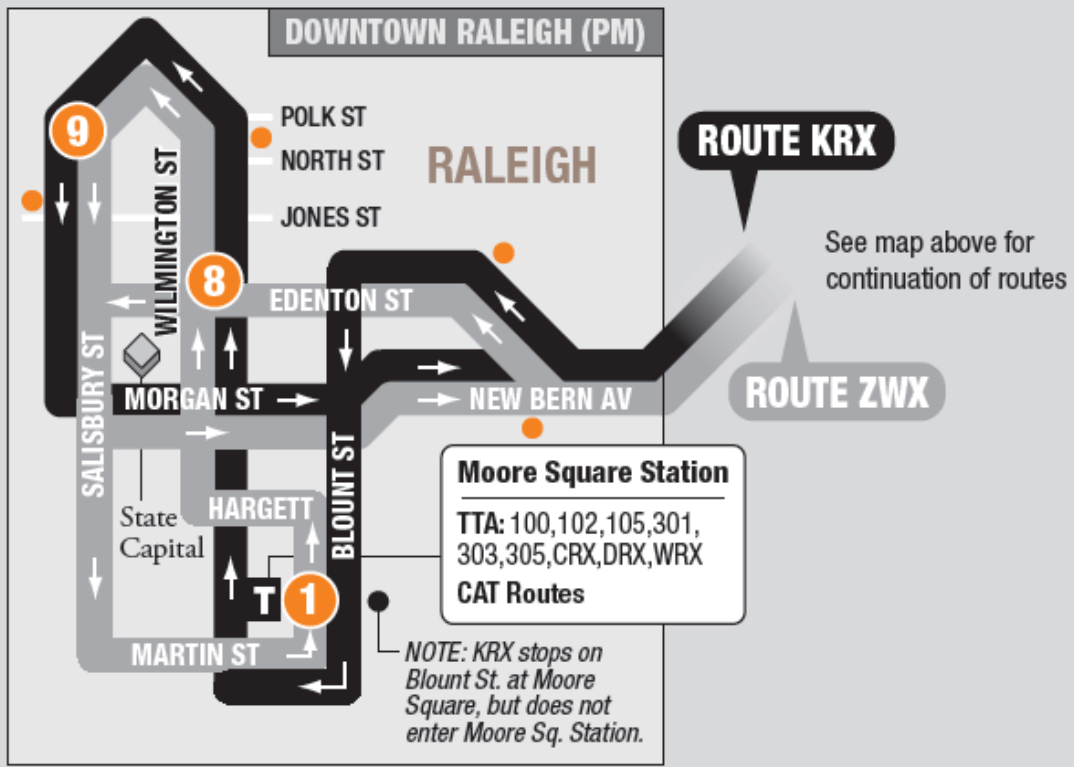 DOWNTOWN RALEIGH (PM)
9
POLK ST
NORTH ST
JONES ST
RALEIGH
ROUTE KRX
See map above for
continuation of routes
WILMINGTON ST
8
EDENTON ST
SALISBURY ST
MORGAN ST
NEW BERN AV
ROUTE ZWX
BLOUNT ST
HARGETT
State
Capital
Moore Square Station
TTA: 100,102,105,301,
303,305,CRX,DRX,WRX
CAT Routes
T
1
MARTIN ST
NOTE: KRX stops on
Blount St. at Moore
Square, but does not
enter Moore Sq. Station.